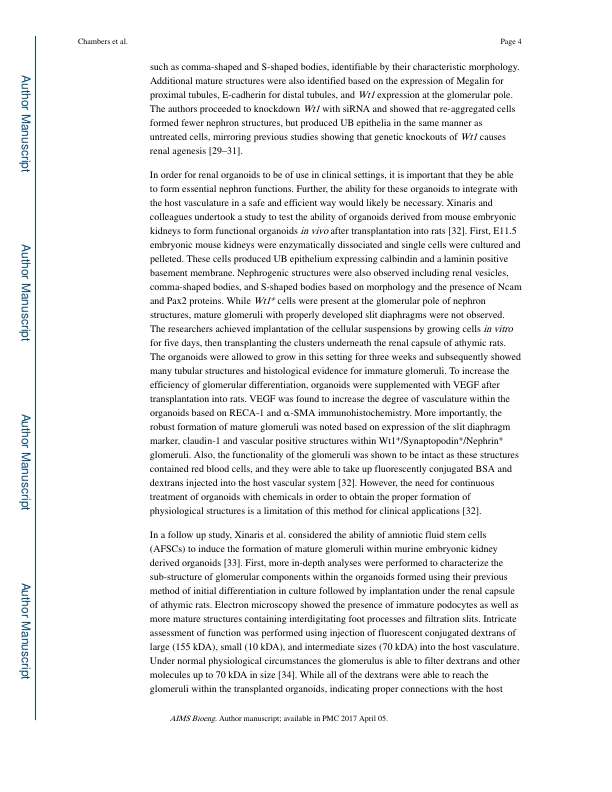 Chambers et al.
Page 4
such as comma-shaped and S-shaped bodies, identifiable by their characteristic morphology.
Additional mature structures were also identified based on the expression of Megalin for
proximal tubules, E-cadherin for distal tubules, and Wt1 expression at the glomerular pole.
The authors proceeded to knockdown Wt1 with siRNA and showed that re-aggregated cells
formed fewer nephron structures, but produced UB epithelia in the same manner as
untreated cells, mirroring previous studies showing that genetic knockouts of Wt1 causes
renal agenesis [29–31].
In order for renal organoids to be of use in clinical settings, it is important that they be able
to form essential nephron functions. Further, the ability for these organoids to integrate with
the host vasculature in a safe and efficient way would likely be necessary. Xinaris and
colleagues undertook a study to test the ability of organoids derived from mouse embryonic
kidneys to form functional organoids in vivo after transplantation into rats [32]. First, E11.5
embryonic mouse kidneys were enzymatically dissociated and single cells were cultured and
pelleted. These cells produced UB epithelium expressing calbindin and a laminin positive
basement membrane. Nephrogenic structures were also observed including renal vesicles,
comma-shaped bodies, and S-shaped bodies based on morphology and the presence of Ncam
and Pax2 proteins. While Wt1⁺ cells were present at the glomerular pole of nephron
structures, mature glomeruli with properly developed slit diaphragms were not observed.
The researchers achieved implantation of the cellular suspensions by growing cells in vitro
for five days, then transplanting the clusters underneath the renal capsule of athymic rats.
The organoids were allowed to grow in this setting for three weeks and subsequently showed
many tubular structures and histological evidence for immature glomeruli. To increase the
efficiency of glomerular differentiation, organoids were supplemented with VEGF after
transplantation into rats. VEGF was found to increase the degree of vasculature within the
organoids based on RECA-1 and α-SMA immunohistochemistry. More importantly, the
robust formation of mature glomeruli was noted based on expression of the slit diaphragm
marker, claudin-1 and vascular positive structures within Wt1⁺/Synaptopodin⁺/Nephrin⁺
glomeruli. Also, the functionality of the glomeruli was shown to be intact as these structures
contained red blood cells, and they were able to take up fluorescently conjugated BSA and
dextrans injected into the host vascular system [32]. However, the need for continuous
treatment of organoids with chemicals in order to obtain the proper formation of
physiological structures is a limitation of this method for clinical applications [32].
In a follow up study, Xinaris et al. considered the ability of amniotic fluid stem cells
(AFSCs) to induce the formation of mature glomeruli within murine embryonic kidney
derived organoids [33]. First, more in-depth analyses were performed to characterize the
sub-structure of glomerular components within the organoids formed using their previous
method of initial differentiation in culture followed by implantation under the renal capsule
of athymic rats. Electron microscopy showed the presence of immature podocytes as well as
more mature structures containing interdigitating foot processes and filtration slits. Intricate
assessment of function was performed using injection of fluorescent conjugated dextrans of
large (155 kDA), small (10 kDA), and intermediate sizes (70 kDA) into the host vasculature.
Under normal physiological circumstances the glomerulus is able to filter dextrans and other
molecules up to 70 kDA in size [34]. While all of the dextrans were able to reach the
glomeruli within the transplanted organoids, indicating proper connections with the host
AIMS Bioeng. Author manuscript; available in PMC 2017 April 05.
Author Manuscript
Author Manuscript
Author Manuscript
Author Manuscript